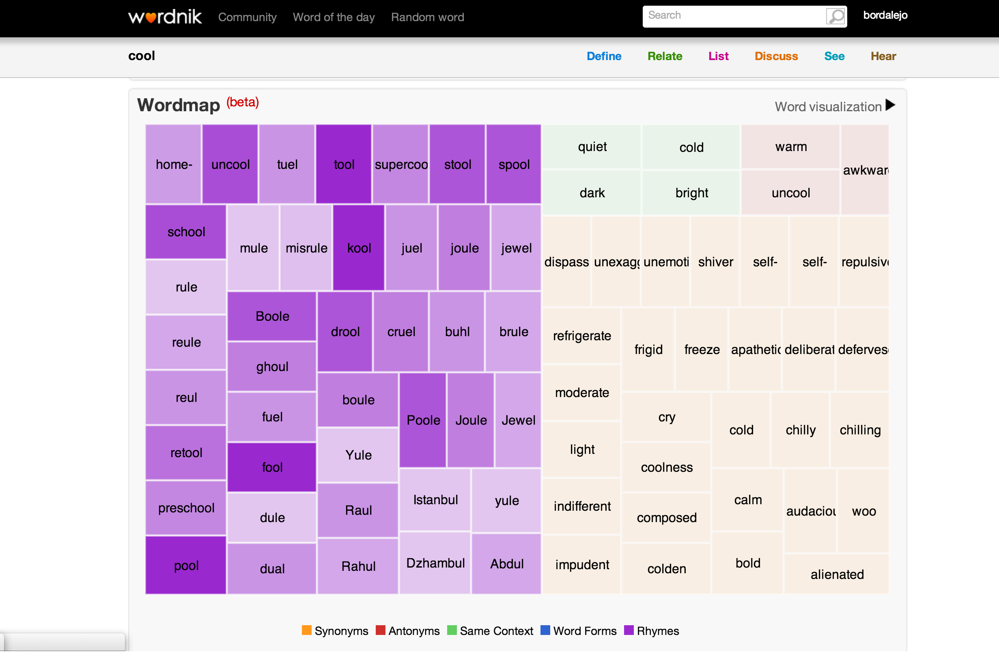 wordnik Community Word of the day Random word Search bordalejo
cool Define Relate List Discuss See Hear
Wordmap (beta) Word visualization
home- uncool tuel tool supercoo stool spool
school mule misrule kool juel joule jewel
rule
reule
reul
retool
preschool
pool
Boole
ghoul
fuel
fool
dule
dual
drool cruel buhl brule
boule
Yule
Raul
Rahul
Poole Joule Jewel
Istanbul yule
Dzhambul Abdul
quiet cold
dark bright
warm
uncool
awkwar
dispass unexagg unemoti shiver self- self- repulsive
refrigerate
moderate
light
indifferent
impudent
frigid freeze apathetic deliberat defervesc
cry
coolness
composed
colden
cold chilly chilling
calm
bold
audaciou woo
alienated
Synonyms Antonyms Same Context Word Forms Rhymes